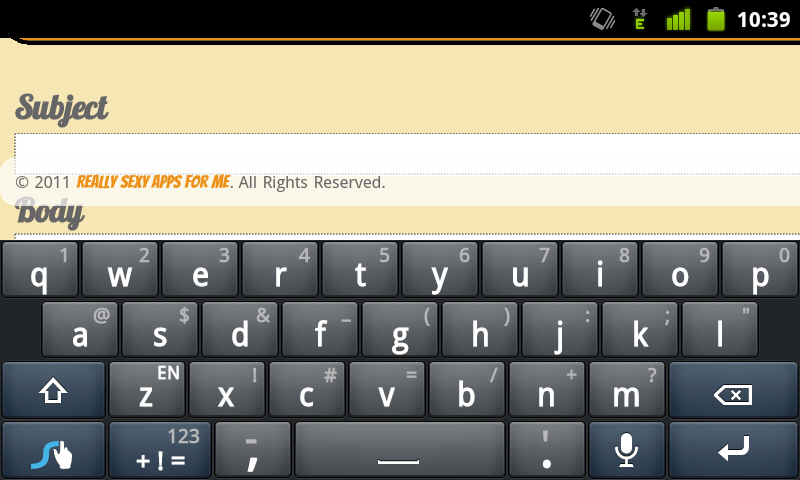 E 10:39
Subject
© 2011 REALLY SEXY APPS FOR ME. All Rights Reserved.
Body
q 1 w 2 e 3 r 4 t 5 y 6 u 7 i 8 o 9 p 0
a @ s $ d & f _ g ( h ) j : k ; l "
z EN x ! c # v = b / n + m ?
123 +!= , - . '